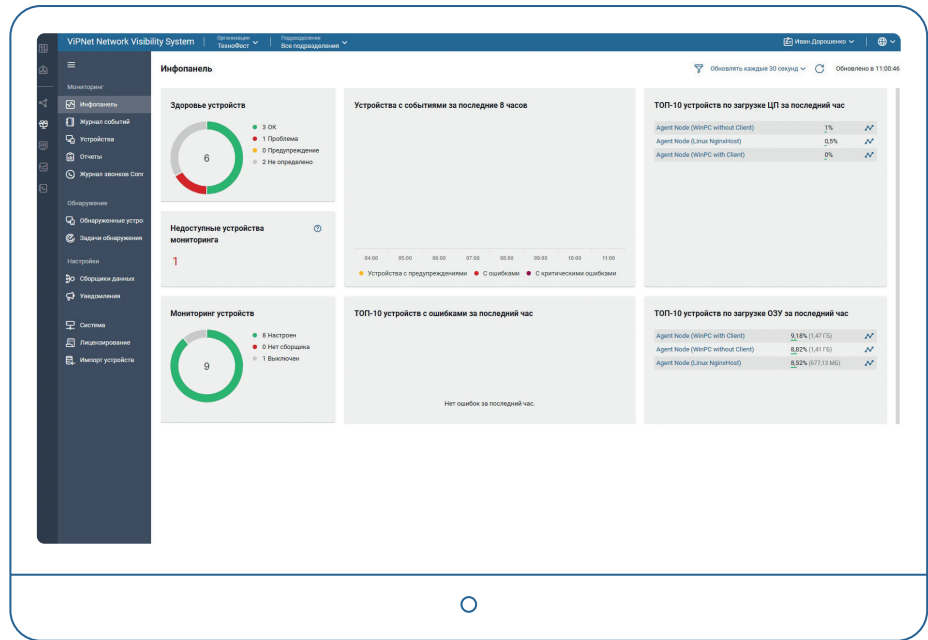 ViPNet Network Visibility System
Организация
ТехноФест
Подразделение
Все подразделения
Иван Дорошенко
Инфопанель
Обновлять каждые 30 секунд
Обновлено в 11:00:46
Мониторинг
Инфопанель
Журнал событий
Устройства
Отчеты
Журнал звонков Conr
Обнаружение
Обнаруженные устро
Задачи обнаружения
Настройки
Сборщики данных
Уведомления
Система
Лицензирование
Импорт устройств
Здоровье устройств
6
3 ОК
1 Проблема
0 Предупреждение
2 Не определено
Недоступные устройства
мониторинга
1
Мониторинг устройств
9
8 Настроен
0 Нет сборщика
1 Выключен
Устройства с событиями за последние 8 часов
04:00 05:00 06:00 07:00 08:00 09:00 10:00 11:00
Устройства с предупреждениями С ошибками С критическими ошибками
ТОП-10 устройств с ошибками за последний час
Нет ошибок за последний час.
ТОП-10 устройств по загрузке ЦП за последний час
Agent Node (WinPC without Client) 1%
Agent Node (Linux NginxHost) 0,5%
Agent Node (WinPC with Client) 0%
ТОП-10 устройств по загрузке ОЗУ за последний час
Agent Node (WinPC with Client) 9,18% (1,47 ГБ)
Agent Node (WinPC without Client) 8,82% (1,41 ГБ)
Agent Node (Linux NginxHost) 8,52% (677,13 МБ)